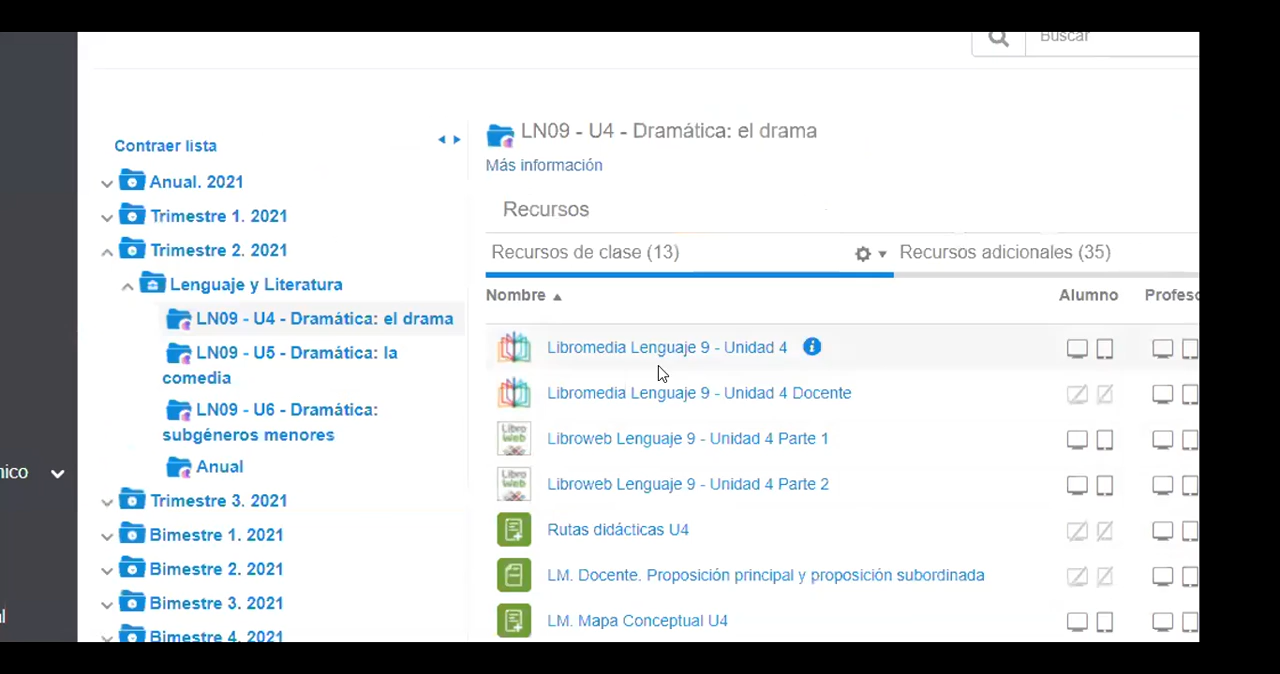 Buscar
Contraer lista
Anual. 2021
Trimestre 1. 2021
Trimestre 2. 2021
Lenguaje y Literatura
LN09 - U4 - Dramática: el drama
LN09 - U5 - Dramática: la
comedia
LN09 - U6 - Dramática:
subgéneros menores
Anual
Trimestre 3. 2021
Bimestre 1. 2021
Bimestre 2. 2021
Bimestre 3. 2021
Bimestre 4. 2021
nico
LN09 - U4 - Dramática: el drama
Más información
Recursos
Recursos de clase (13)
Recursos adicionales (35)
Nombre
Alumno
Profeso
Libromedia Lenguaje 9 - Unidad 4
Libromedia Lenguaje 9 - Unidad 4 Docente
Libro Web
Libroweb Lenguaje 9 - Unidad 4 Parte 1
Libro Web
Libroweb Lenguaje 9 - Unidad 4 Parte 2
Rutas didácticas U4
LM. Docente. Proposición principal y proposición subordinada
LM. Mapa Conceptual U4